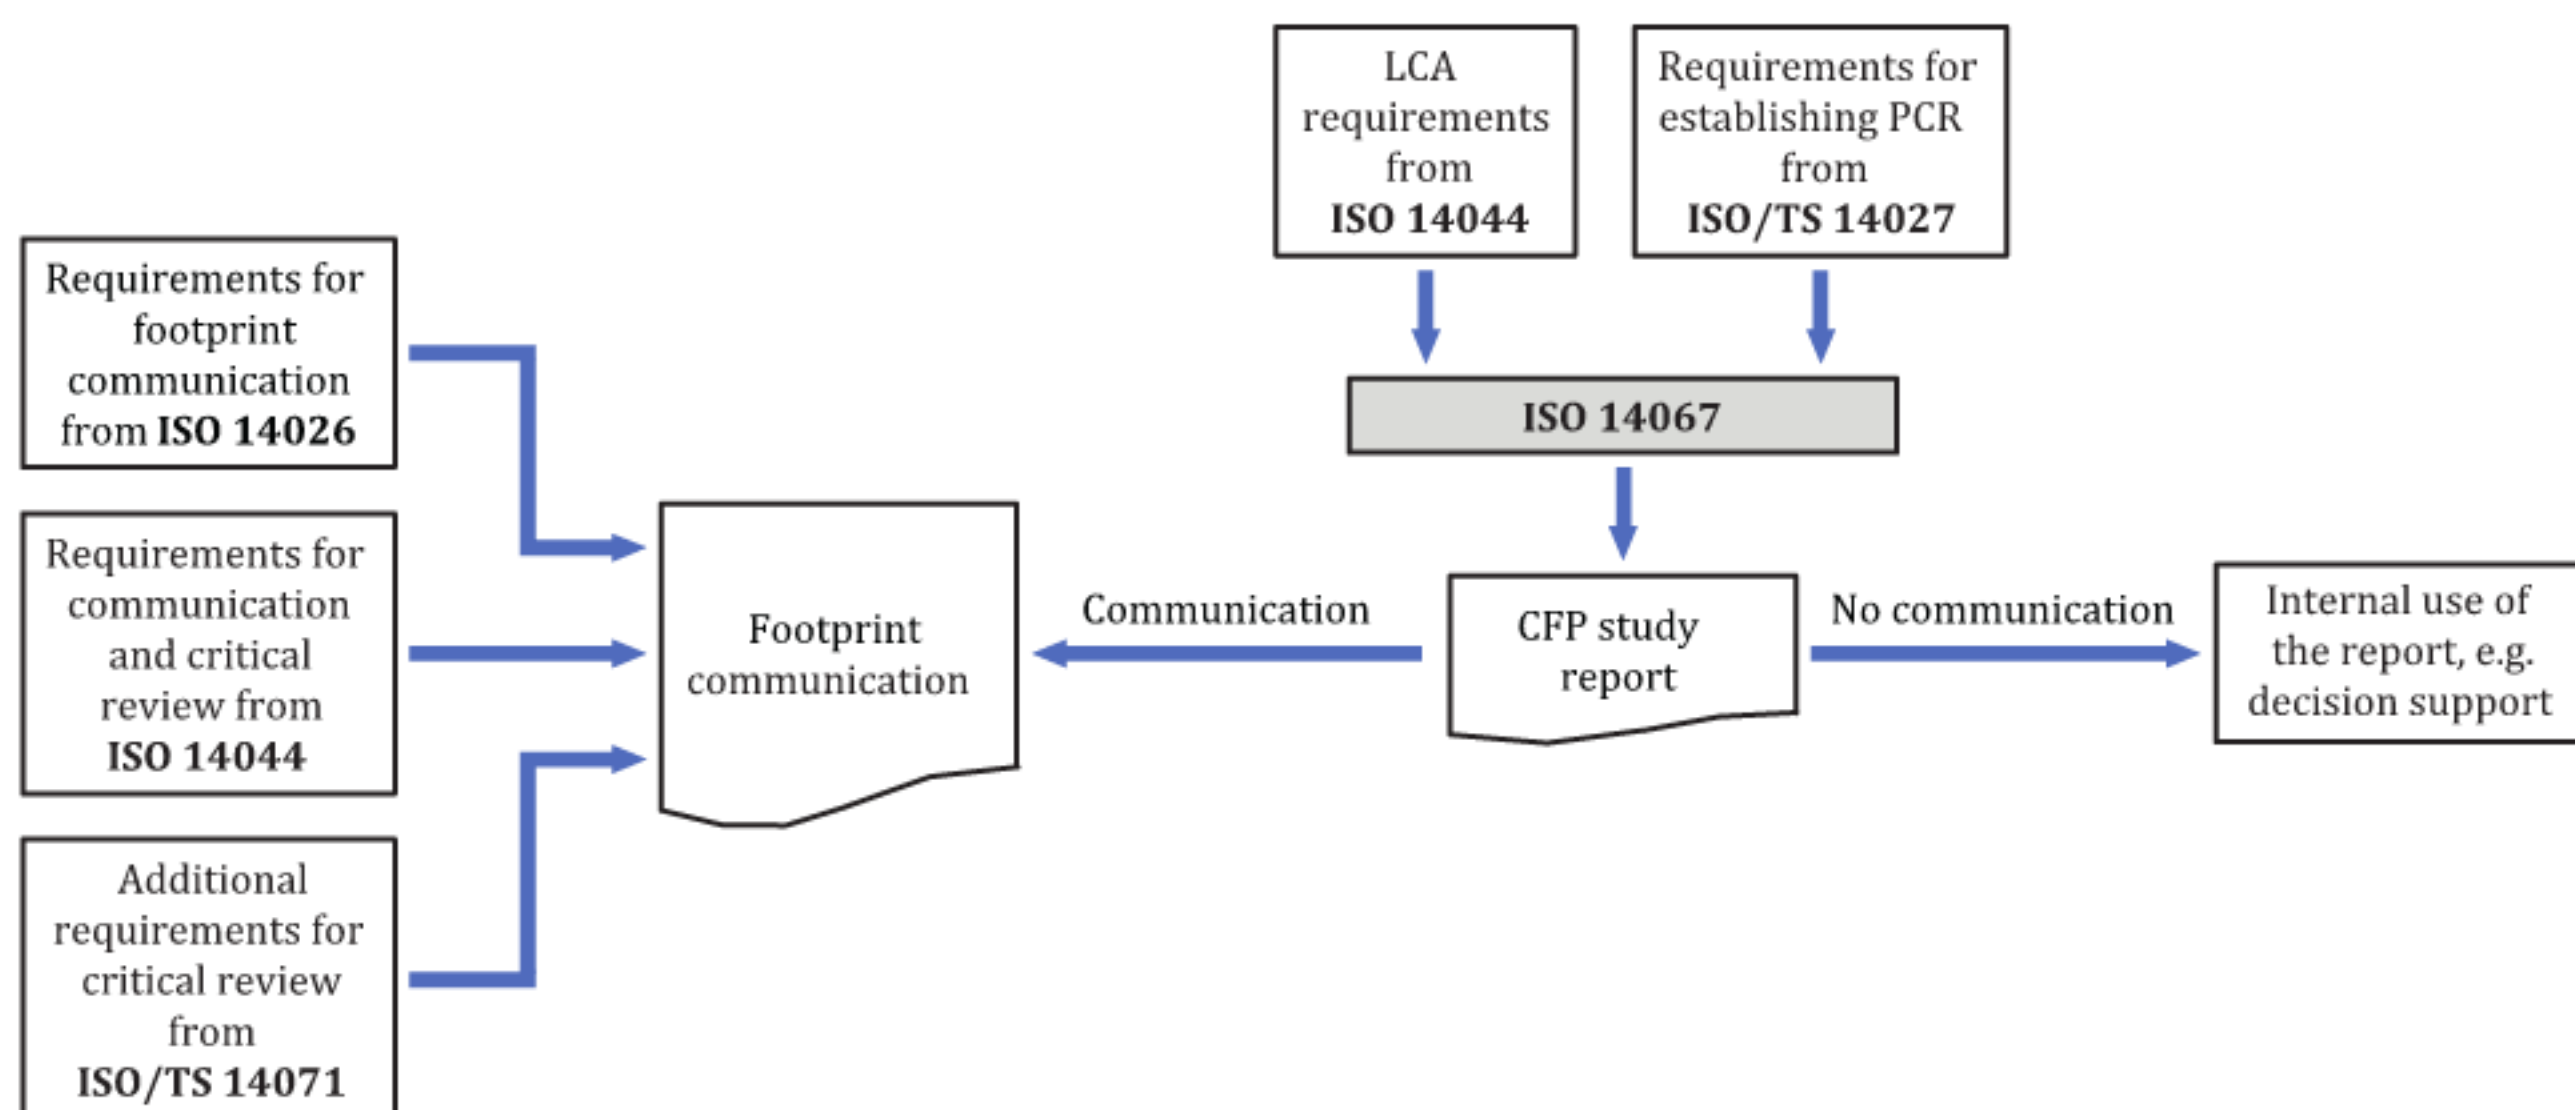 LCA
requirements
from
ISO 14044
Requirements for
establishing PCR
from
ISO/TS 14027
ISO 14067
Requirements for
footprint
communication
from ISO 14026
Requirements for
communication
and critical
review from
ISO 14044
Additional
requirements for
critical review
from
ISO/TS 14071
Footprint
communication
Communication
CFP study
report
No communication
Internal use of
the report, e.g.
decision support